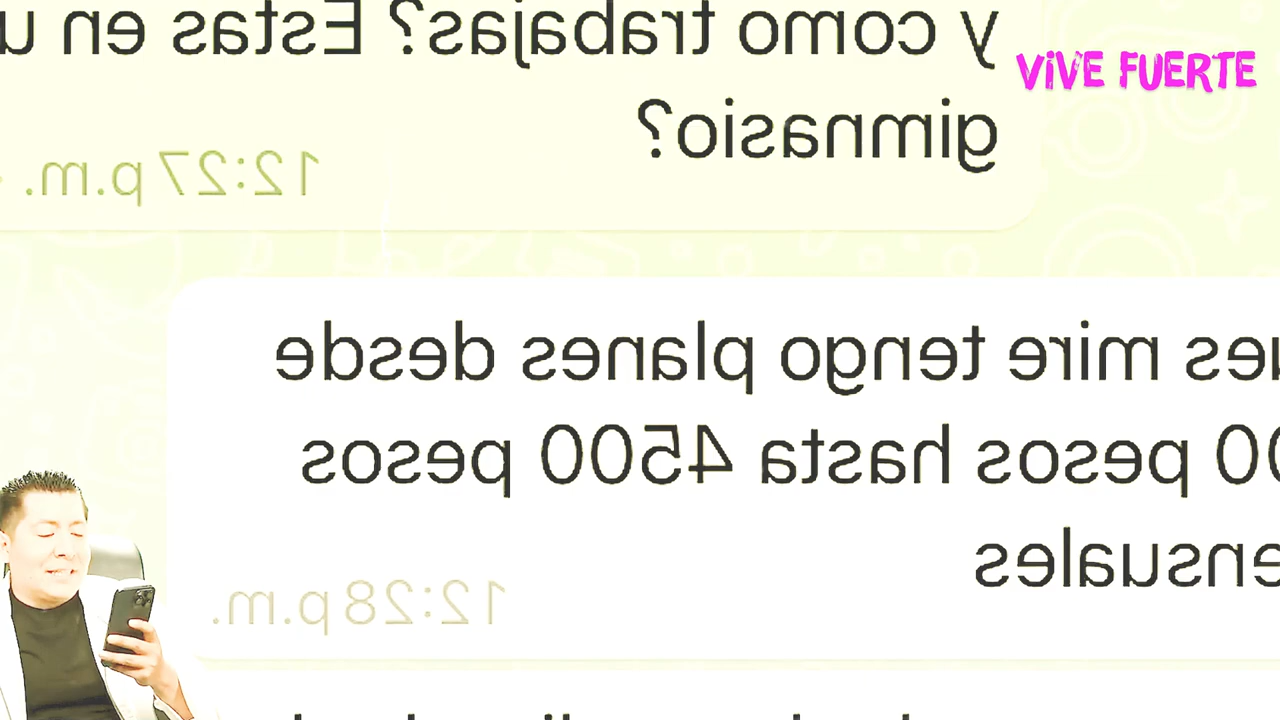 VIVE FUERTE
y como trabajas? Estas en u
gimnasio?
12:27 p.m.
ues mire tengo planes desde
00 pesos hasta 4500 pesos
ensuales
12:28 p.m.